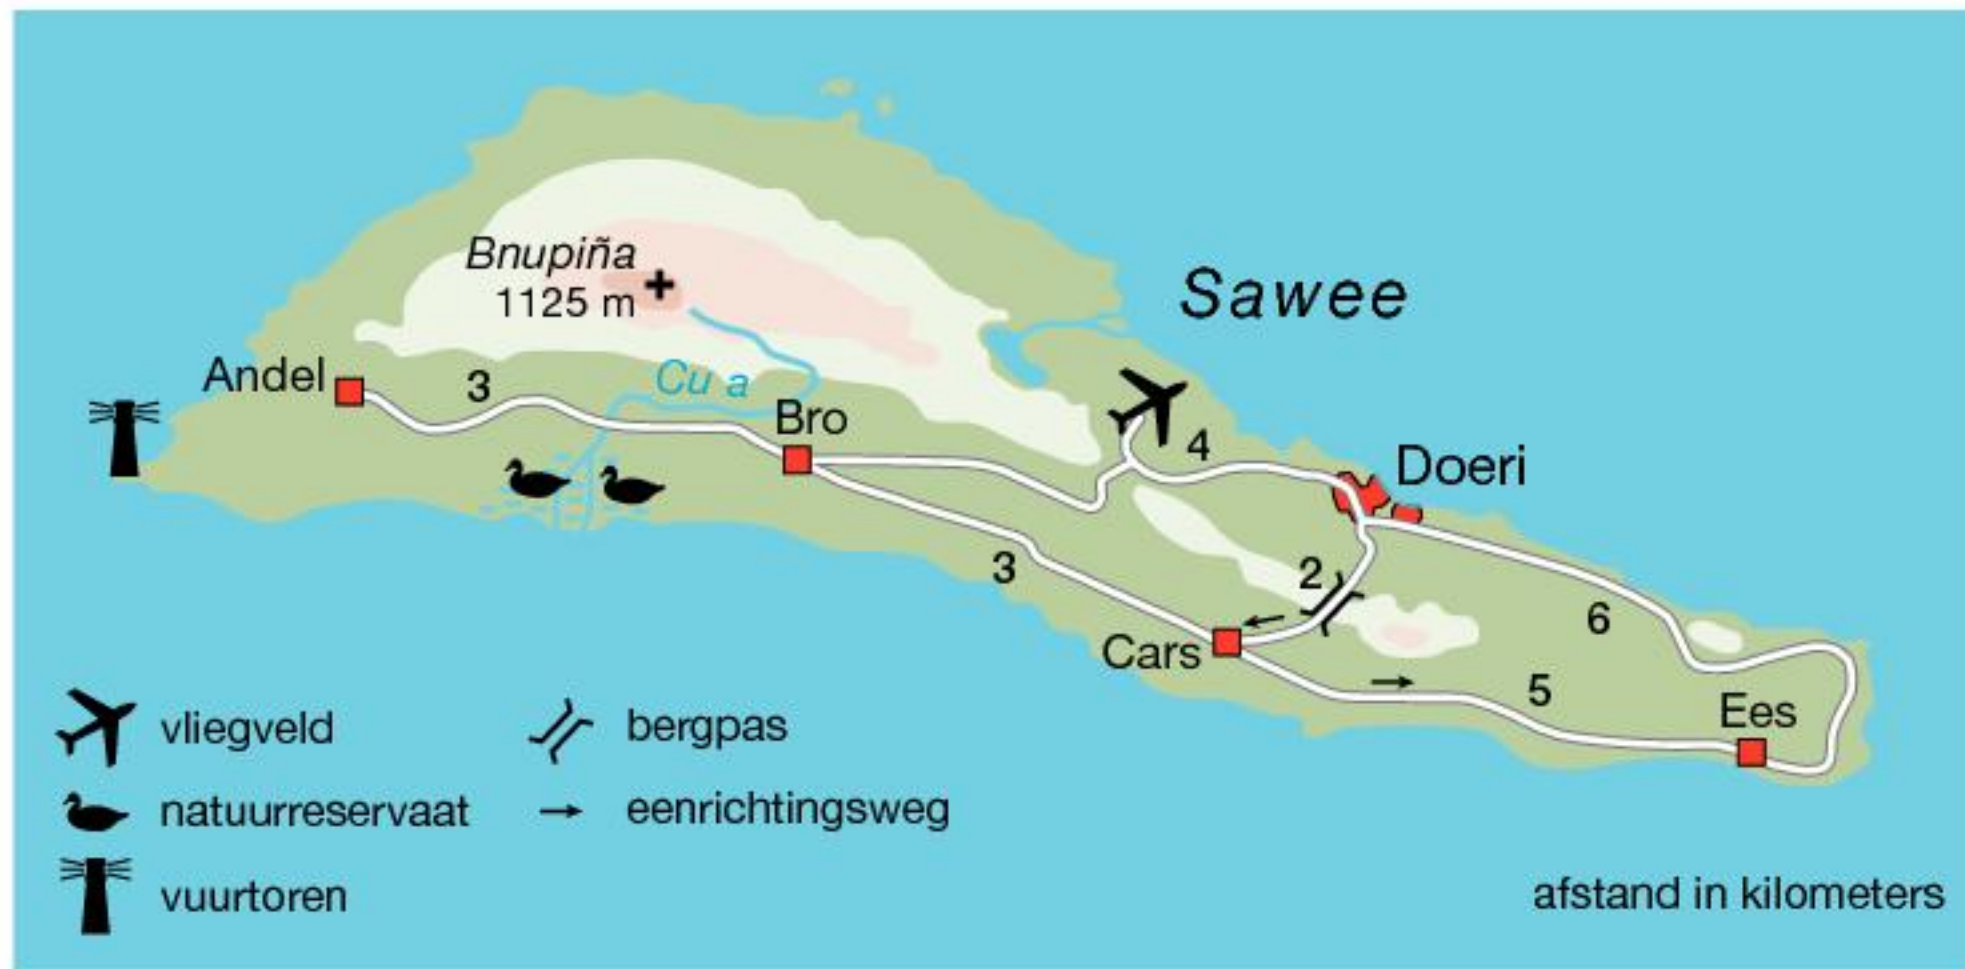 Bnupiña
1125 m
Sawee
Andel
3
Cu a
Bro
4
Doeri
3
2
6
Cars
5
Ees
vliegveld
bergpas
natuurreservaat
eenrichtingsweg
vuurtoren
afstand in kilometers